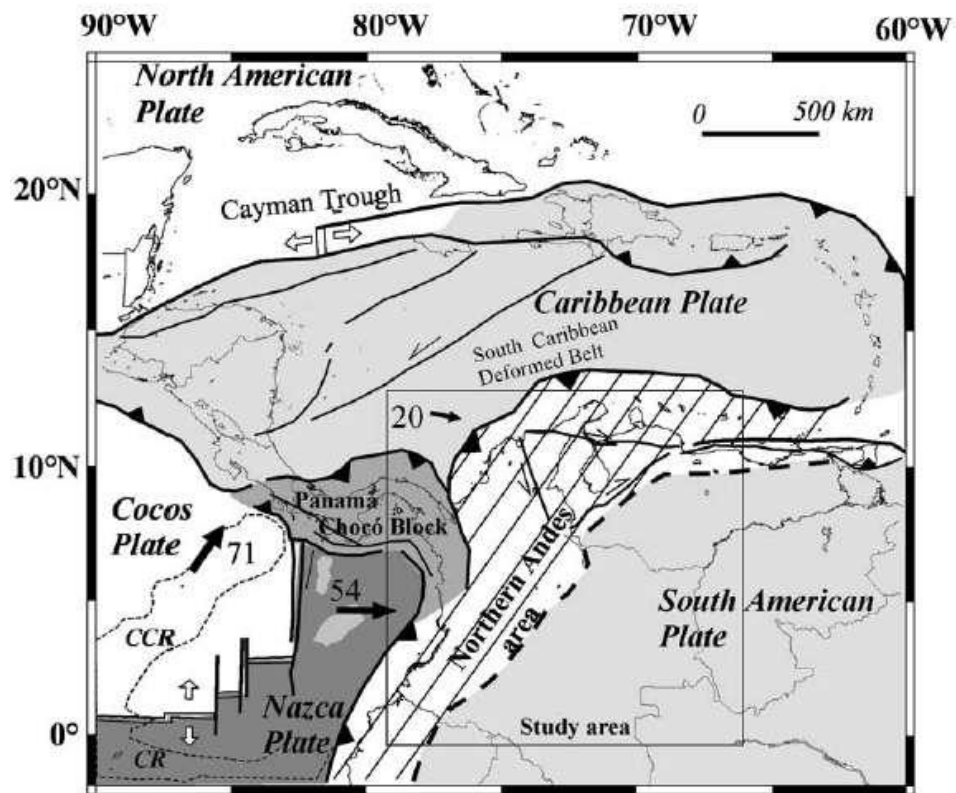 90°W 80°W 70°W 60°W
North American
Plate
0 500 km
20°N
Cayman Trough
Caribbean Plate
South Caribbean
Deformed Belt
20
10°N
Panamá
Chocó Block
Cocos
Plate
71
54
Northern Andes
area
South American
Plate
CCR
Nazca
Plate
Study area
0°
CR